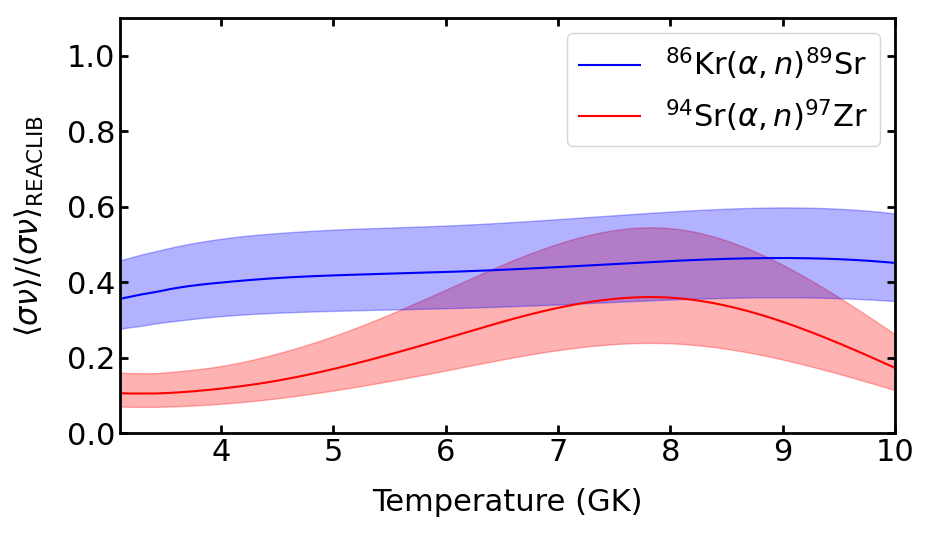 ⟨σν⟩/⟨σν⟩REACLIB
1.0
0.8
0.6
0.4
0.2
0.0
⁸⁶Kr(α, n)⁸⁹Sr
⁹⁴Sr(α, n)⁹⁷Zr
4 5 6 7 8 9 10
Temperature (GK)